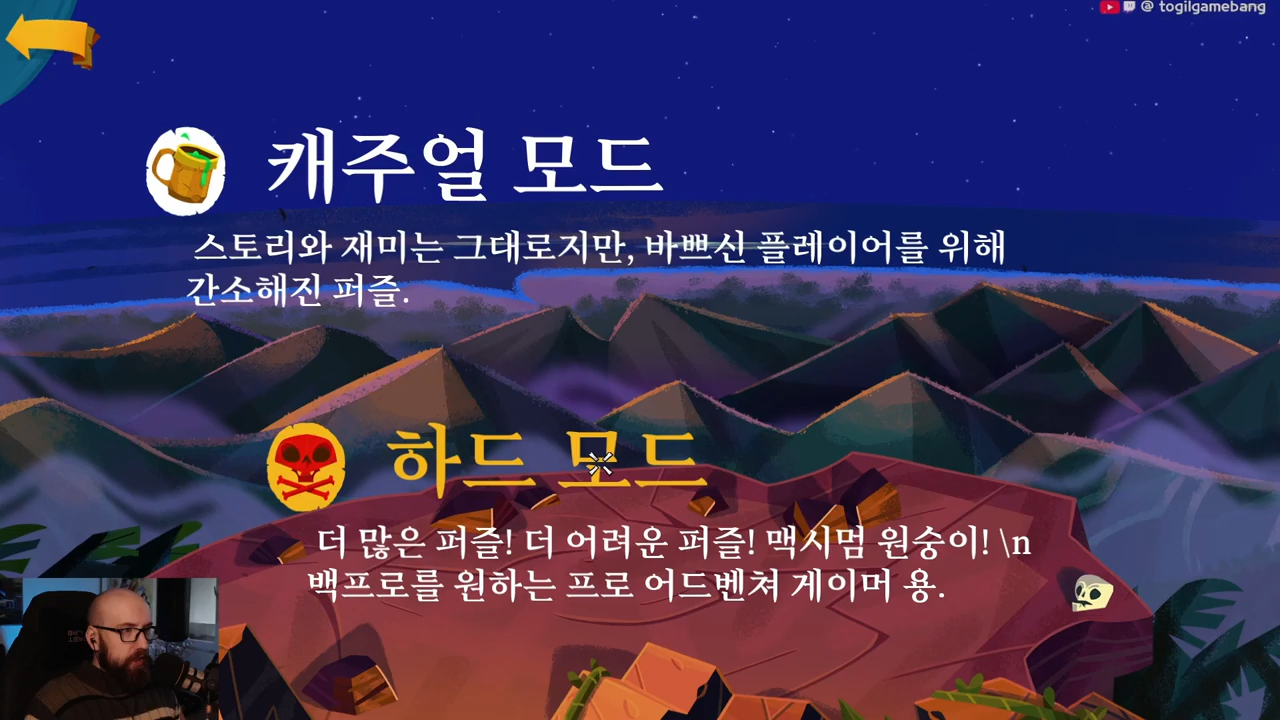 @ togilgamebang
캐주얼 모드
스토리와 재미는 그대로지만, 바쁘신 플레이어를 위해
간소해진 퍼즐.
하드 모드
더 많은 퍼즐! 더 어려운 퍼즐! 맥시멈 원숭이! \n
백프로를 원하는 프로 어드벤쳐 게이머 용.